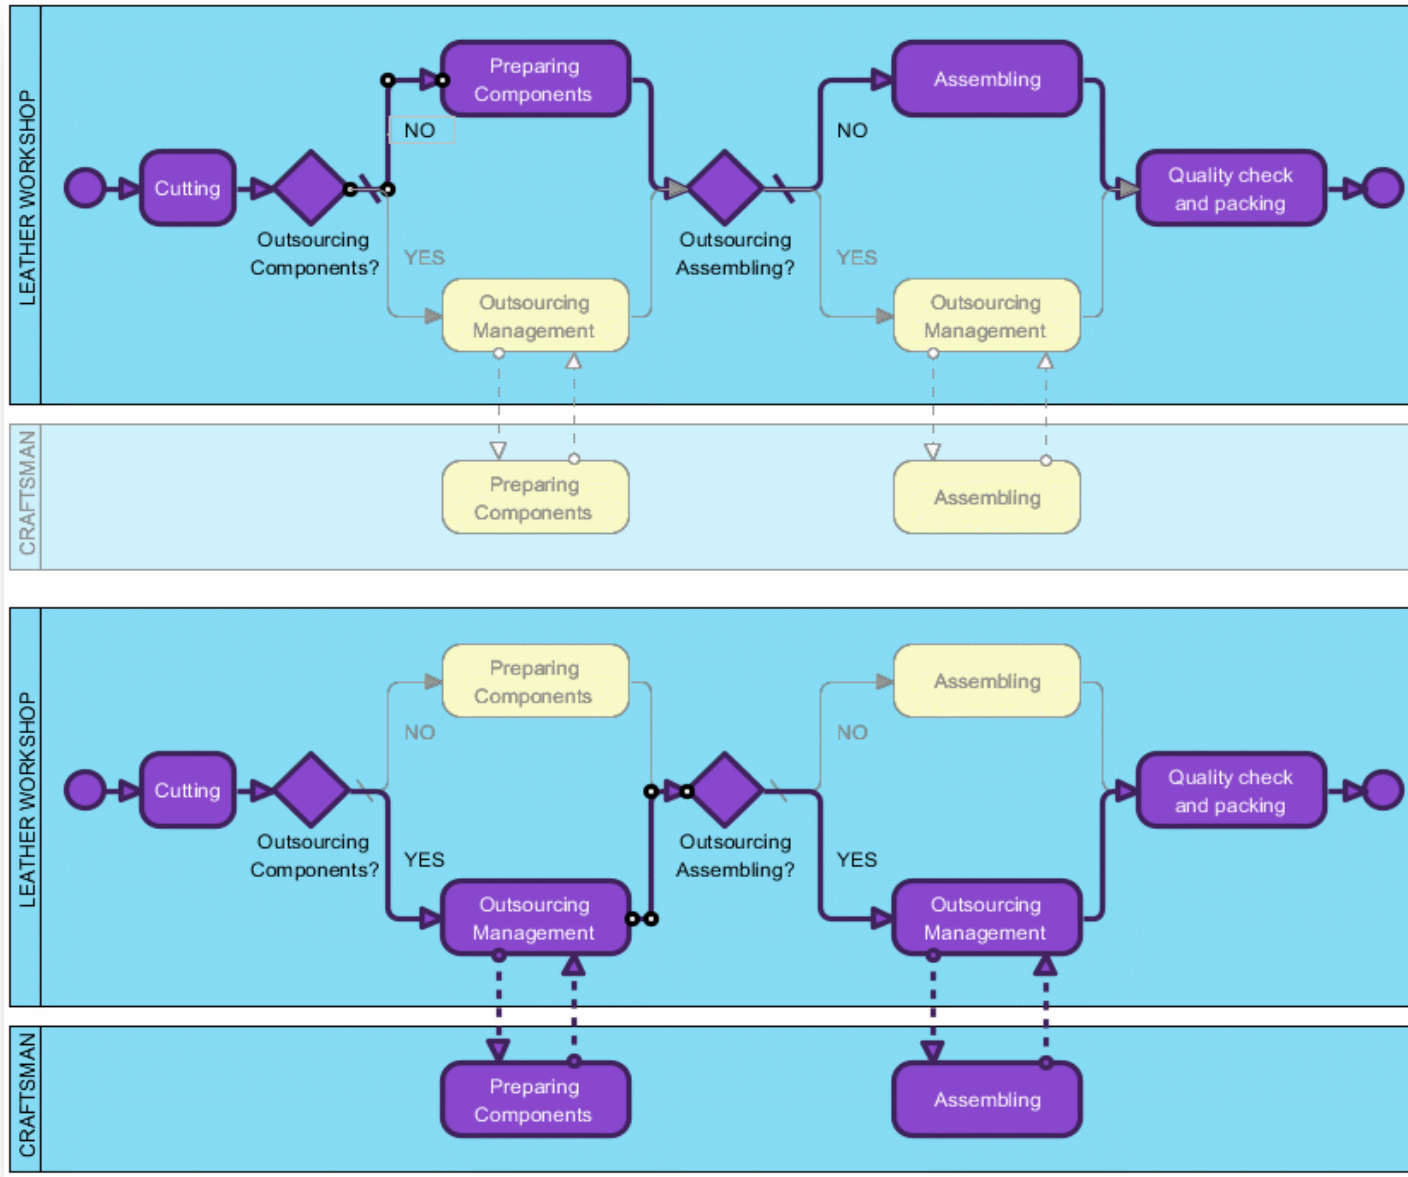 LEATHER WORKSHOP
Preparing
Components
Assembling
NO
NO
Cutting
Quality check
and packing
Outsourcing
Components?
Outsourcing
Assembling?
YES
YES
Outsourcing
Management
Outsourcing
Management
CRAFTSMAN
Preparing
Components
Assembling
LEATHER WORKSHOP
Preparing
Components
Assembling
NO
NO
Cutting
Quality check
and packing
Outsourcing
Components?
Outsourcing
Assembling?
YES
YES
Outsourcing
Management
Outsourcing
Management
CRAFTSMAN
Preparing
Components
Assembling